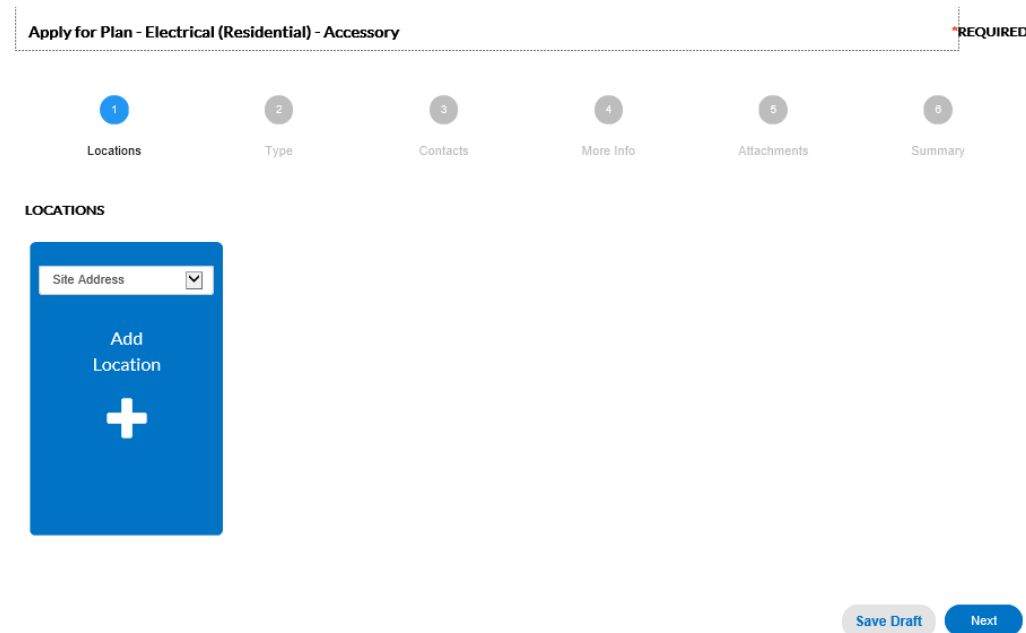 Apply for Plan - Electrical (Residential) - Accessory
*REQUIRED
1
2
3
4
5
6
Locations
Type
Contacts
More Info
Attachments
Summary
LOCATIONS
Site Address
Add
Location
Save Draft
Next